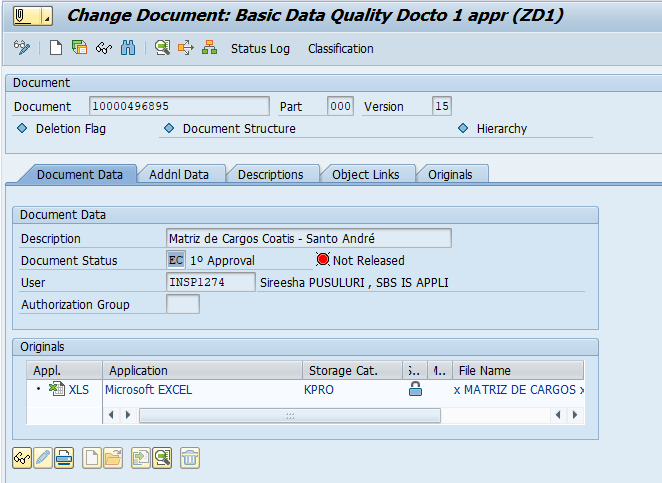 Change Document: Basic Data Quality Docto 1 appr (ZD1)
Status Log Classification
Document
Document 10000496895 Part 000 Version 15
Deletion Flag Document Structure Hierarchy
Document Data Addnl Data Descriptions Object Links Originals
Document Data
Description Matriz de Cargos Coatis - Santo André
Document Status EC 1º Approval Not Released
User INSP1274 Sireesha PUSULURI , SBS IS APPLI
Authorization Group
Originals
Appl. Application Storage Cat. S.. M.. File Name
XLS Microsoft EXCEL KPRO x MATRIZ DE CARGOS x